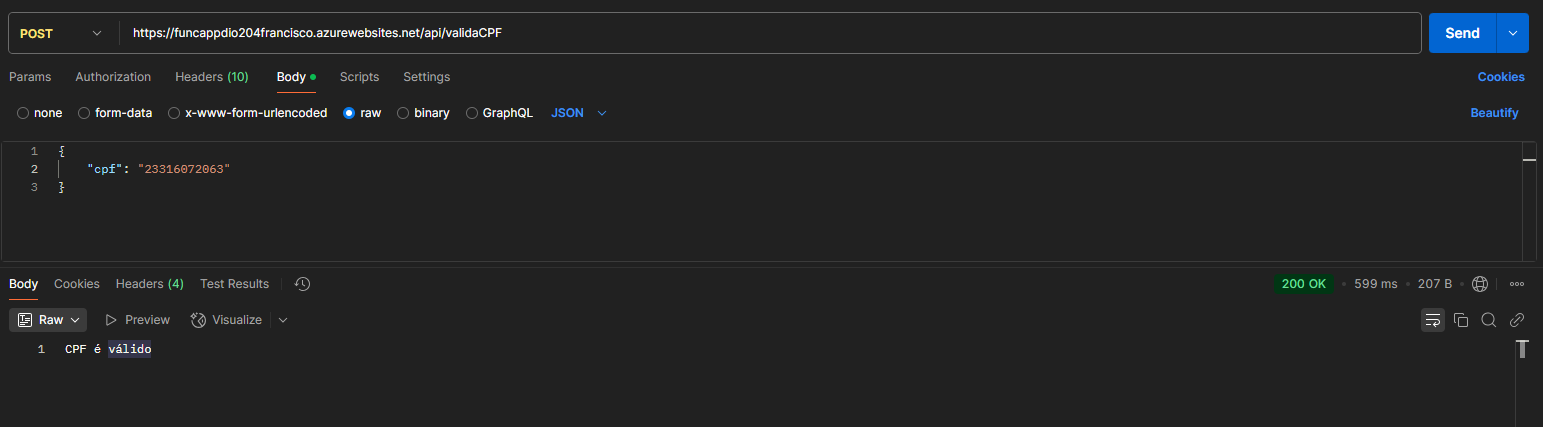 POST https://funcappdio204francisco.azurewebsites.net/api/validaCPF Send
Params Authorization Headers (10) Body Scripts Settings Cookies
none form-data x-www-form-urlencoded raw binary GraphQL JSON Beautify
1 {
2 "cpf": "23316072063"
3 }
Body Cookies Headers (4) Test Results 200 OK 599 ms 207 B
Raw Preview Visualize
1 CPF é válido